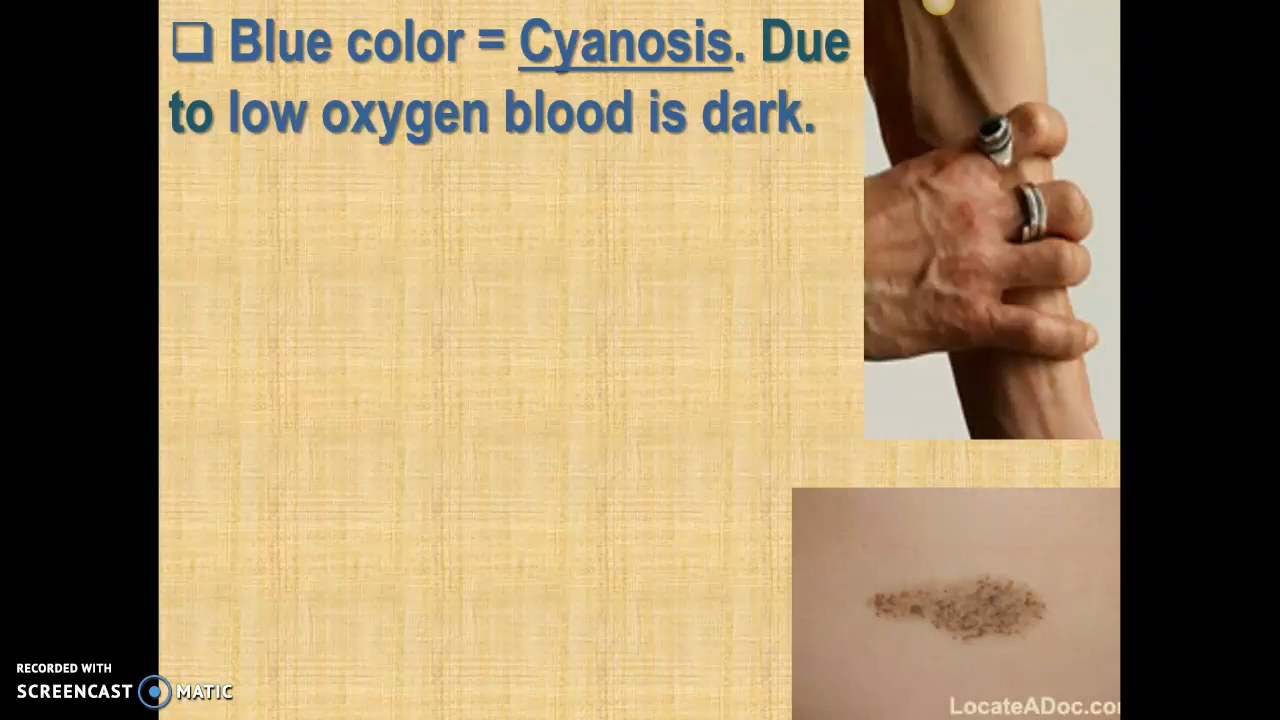 ❑ Blue color = Cyanosis. Due
to low oxygen blood is dark.
LocateADoc.co
RECORDED WITH
SCREENCAST MATIC